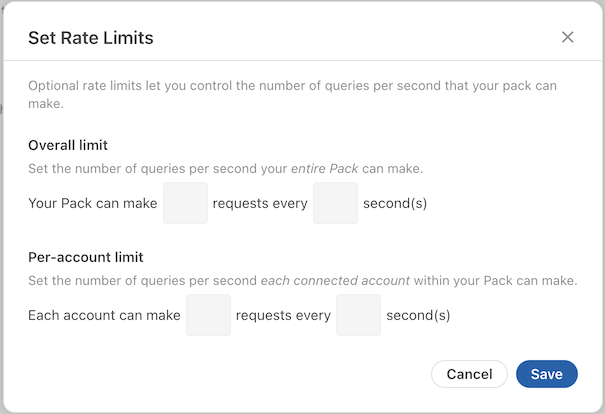 Set Rate Limits
Optional rate limits let you control the number of queries per second that your pack can
make.
Overall limit
Set the number of queries per second your entire Pack can make.
Your Pack can make requests every second(s)
Per-account limit
Set the number of queries per second each connected account within your Pack can make.
Each account can make requests every second(s)
Cancel Save